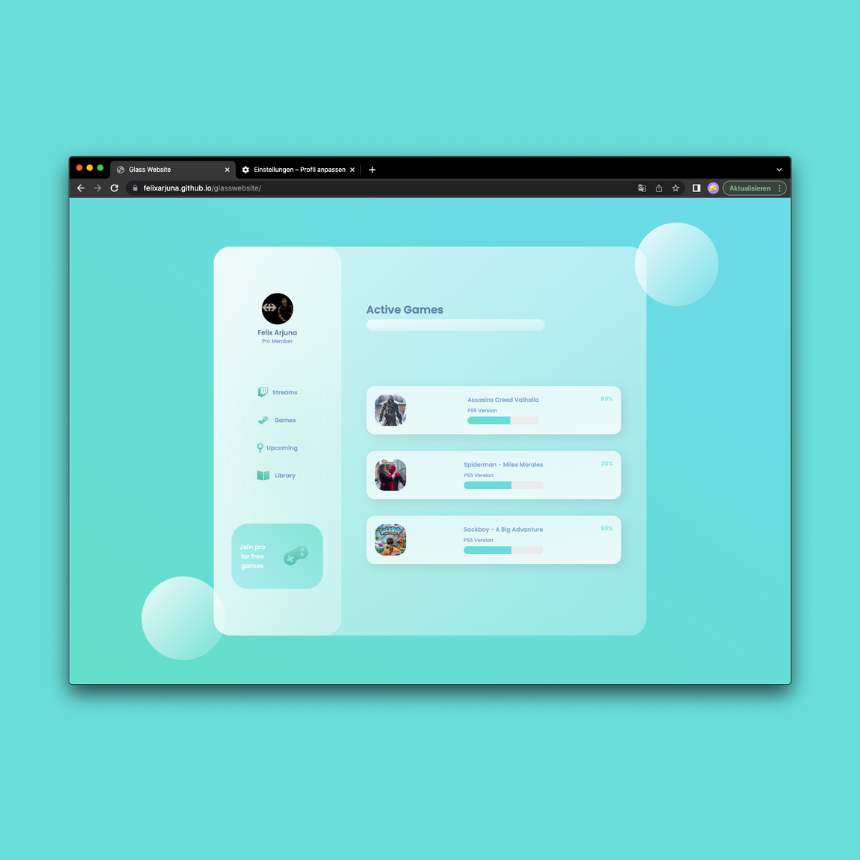 Glass Website
Einstellungen – Profil anpassen
felixarjuna.github.io/glasswebsite/
Aktualisieren
Felix Arjuna
Pro Member
Streams
Games
Upcoming
Library
Join pro
for free
games
Active Games
Assasins Creed Valhalla
60%
PS5 Version
Spiderman - Miles Morales
20%
PS5 Version
Sackboy - A Big Advanture
90%
PS5 Version